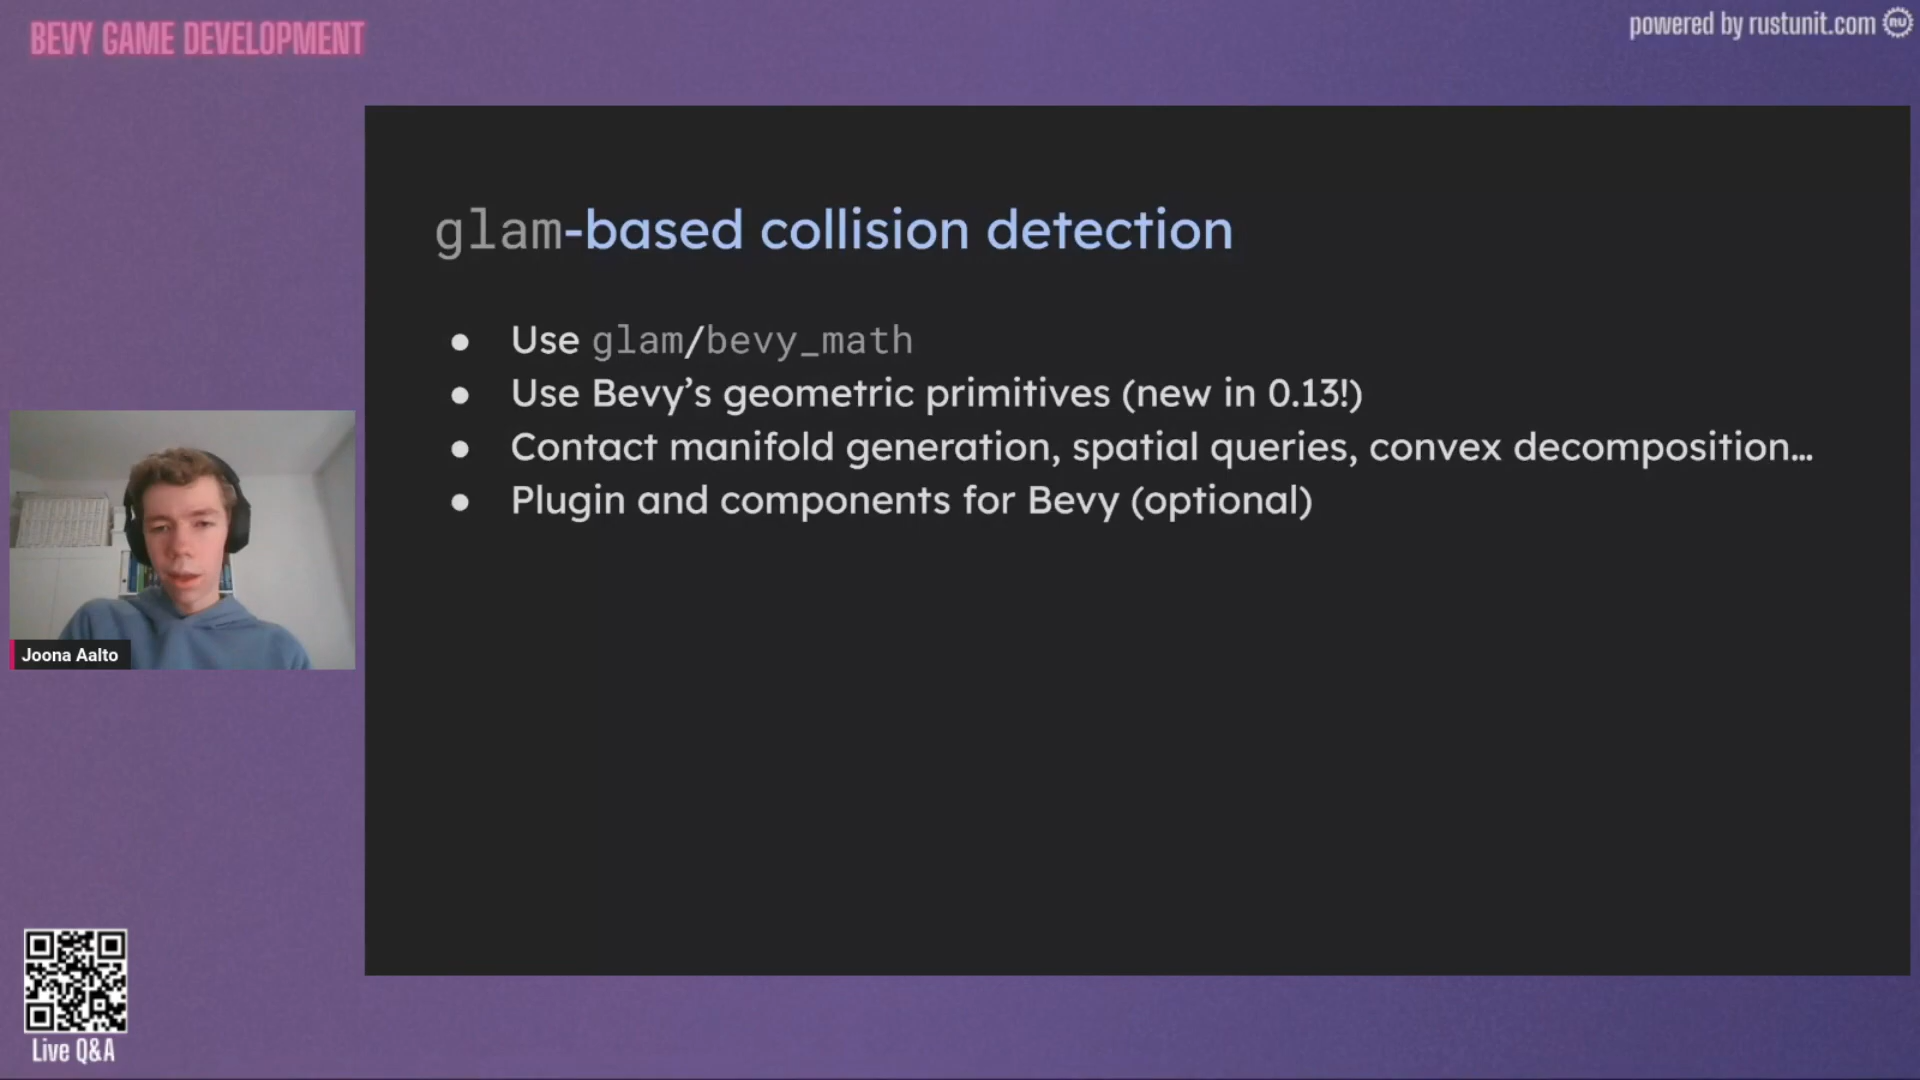 BEVY GAME DEVELOPMENT
powered by rustunit.com RU
glam-based collision detection
● Use glam/bevy_math
● Use Bevy’s geometric primitives (new in 0.13!)
● Contact manifold generation, spatial queries, convex decomposition…
● Plugin and components for Bevy (optional)
Joona Aalto
Live Q&A